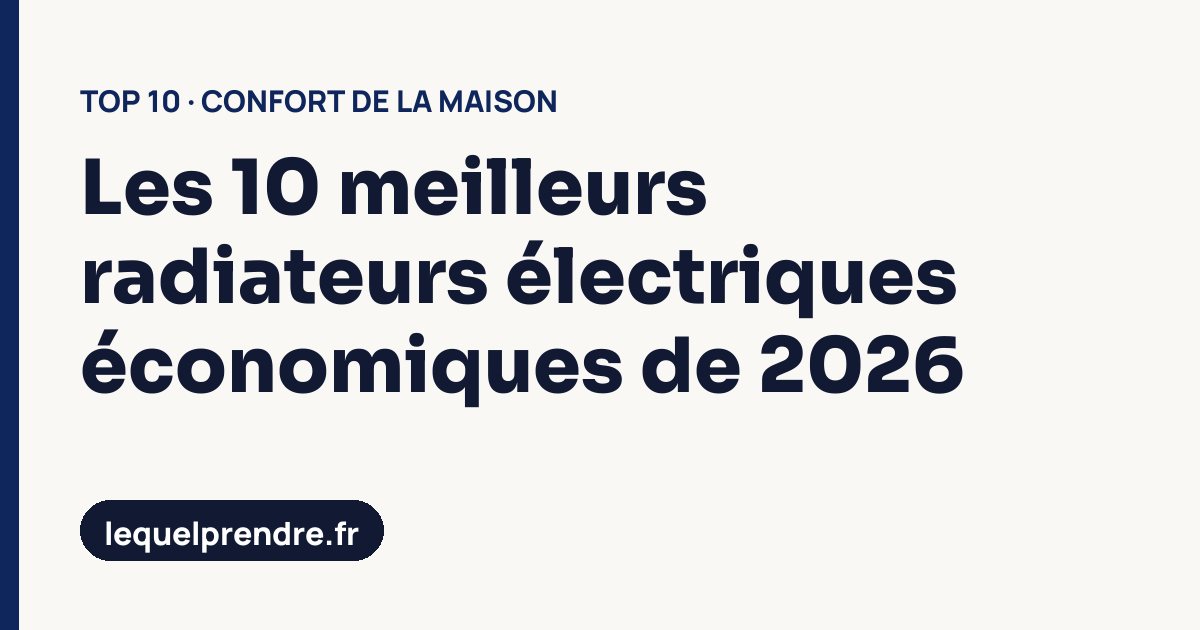 TOP 10 · CONFORT DE LA MAISON
Les 10 meilleurs
radiateurs électriques
économiques de 2026
lequelprendre.fr